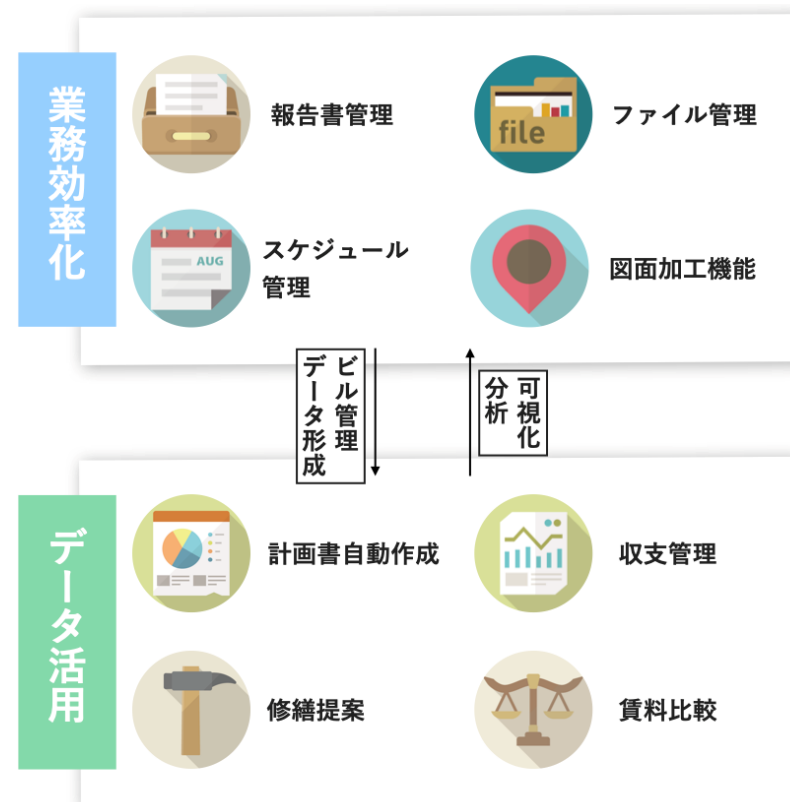 業務効率化
報告書管理
file
ファイル管理
AUG
スケジュール
管理
図面加工機能
ビル管理
データ形成
可視化
分析
データ活用
計画書自動作成
収支管理
修繕提案
賃料比較